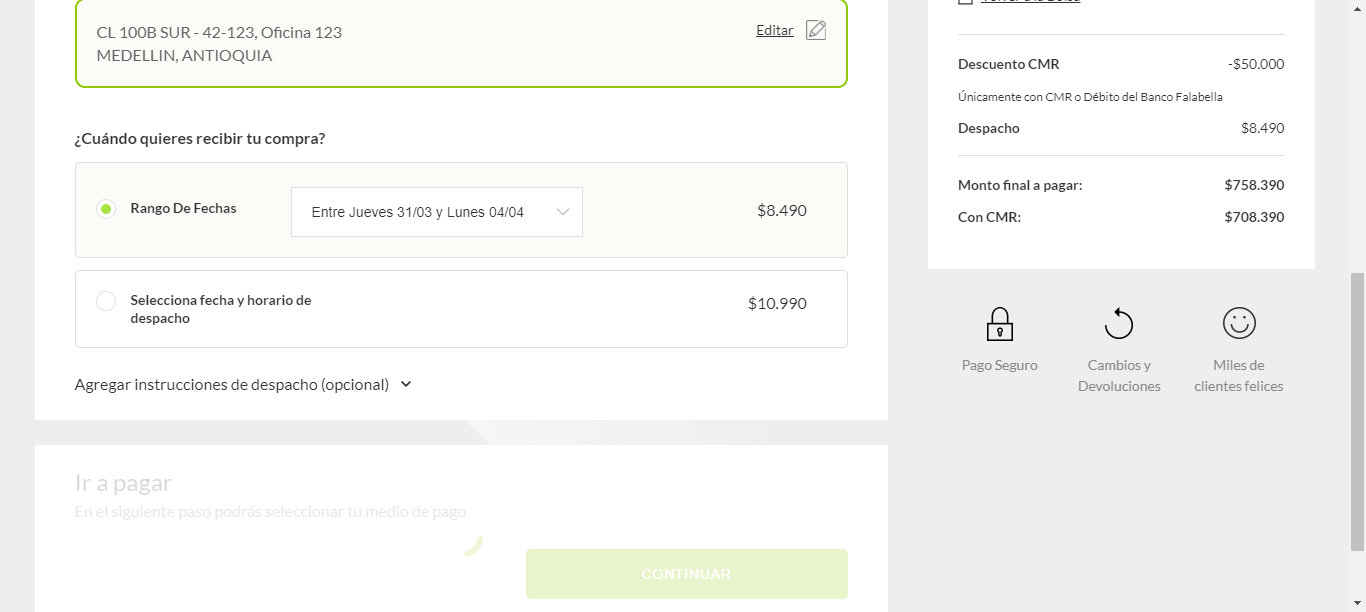 CL 100B SUR - 42-123, Oficina 123
MEDELLIN, ANTIOQUIA
Editar
¿Cuándo quieres recibir tu compra?
Rango De Fechas
Entre Jueves 31/03 y Lunes 04/04
$8.490
Selecciona fecha y horario de
despacho
$10.990
Agregar instrucciones de despacho (opcional)
Ir a pagar
En el siguiente paso podrás seleccionar tu medio de pago
CONTINUAR
Descuento CMR -$50.000
Únicamente con CMR o Débito del Banco Falabella
Despacho $8.490
Monto final a pagar: $758.390
Con CMR: $708.390
Pago Seguro
Cambios y
Devoluciones
Miles de
clientes felices